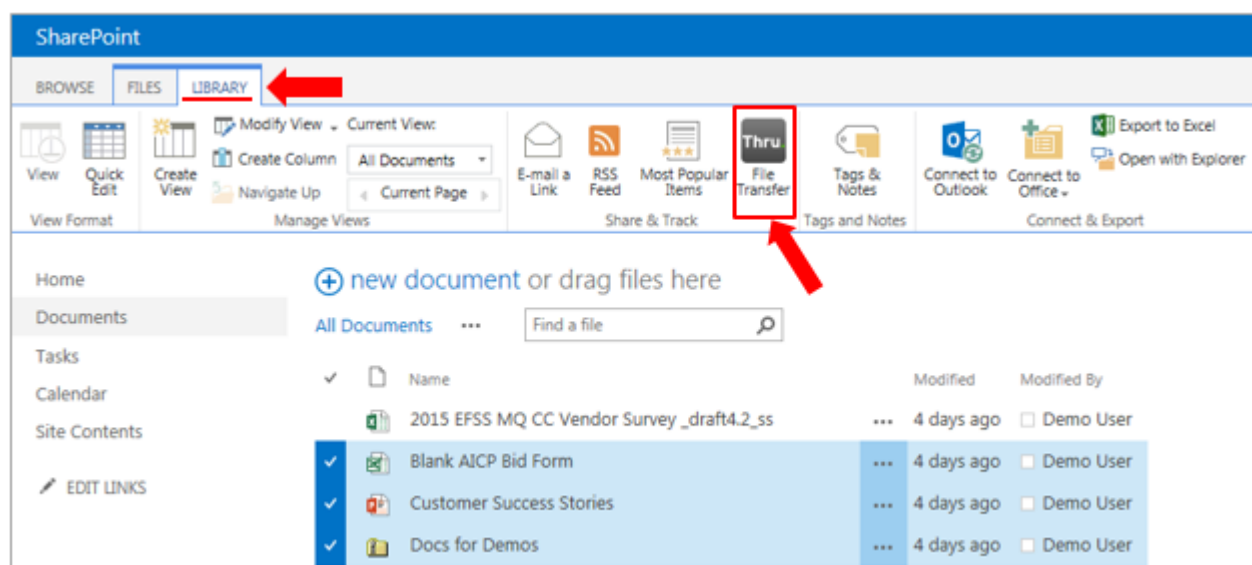 SharePoint
BROWSE FILES LIBRARY
View
Quick Edit
Create View
Modify View
Create Column
Navigate Up
Current View:
All Documents
Current Page
E-mail a Link
RSS Feed
Most Popular Items
Thru.
File Transfer
Tags & Notes
Connect to Outlook
Connect to Office
Export to Excel
Open with Explorer
View Format
Manage Views
Share & Track
Tags and Notes
Connect & Export
Home
Documents
Tasks
Calendar
Site Contents
EDIT LINKS
new document or drag files here
All Documents ••• Find a file
Name Modified Modified By
2015 EFSS MQ CC Vendor Survey _draft4.2_ss ••• 4 days ago Demo User
Blank AICP Bid Form ••• 4 days ago Demo User
Customer Success Stories ••• 4 days ago Demo User
Docs for Demos ••• 4 days ago Demo User